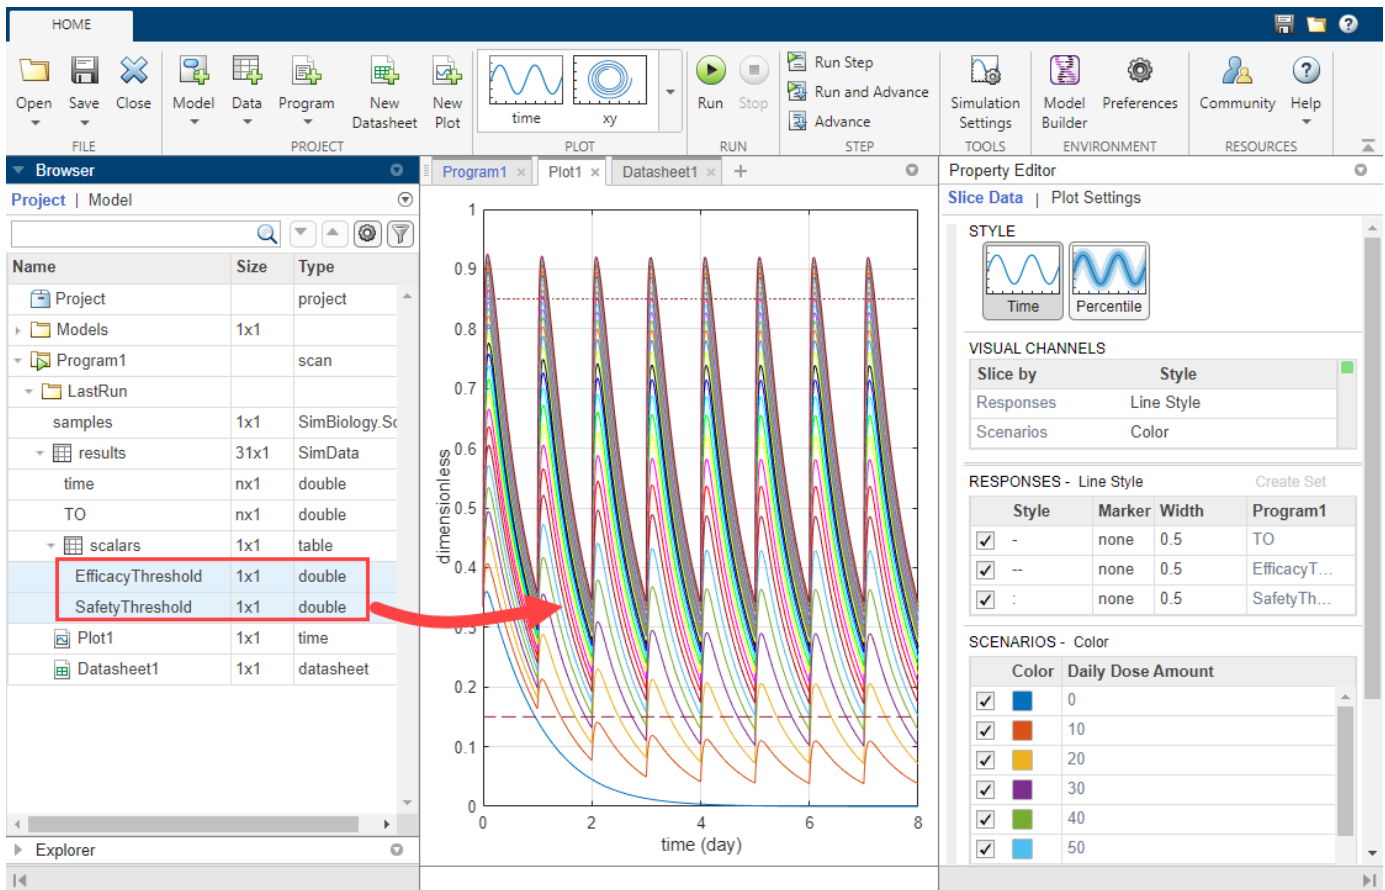 HOME
Open Save Close Model Data Program New Datasheet New Plot time xy Run Stop Run Step Run and Advance Advance Simulation Settings Model Builder Preferences Community Help
FILE PROJECT PLOT RUN STEP TOOLS ENVIRONMENT RESOURCES
Browser
Project | Model
Name Size Type
Project project
Models 1x1
Program1 scan
LastRun
samples 1x1 SimBiology.Sc
results 31x1 SimData
time nx1 double
TO nx1 double
scalars 1x1 table
EfficacyThreshold 1x1 double
SafetyThreshold 1x1 double
Plot1 1x1 time
Datasheet1 1x1 datasheet
Explorer
Program1 × Plot1 × Datasheet1 × +
1
0.9
0.8
0.7
0.6
0.5
0.4
0.3
0.2
0.1
0
dimensionless
0 2 4 6 8
time (day)
Property Editor
Slice Data | Plot Settings
STYLE
Time Percentile
VISUAL CHANNELS
Slice by Style
Responses Line Style
Scenarios Color
RESPONSES - Line Style Create Set
Style Marker Width Program1
- none 0.5 TO
-- none 0.5 EfficacyT...
: none 0.5 SafetyTh...
SCENARIOS - Color
Color Daily Dose Amount
0
10
20
30
40
50